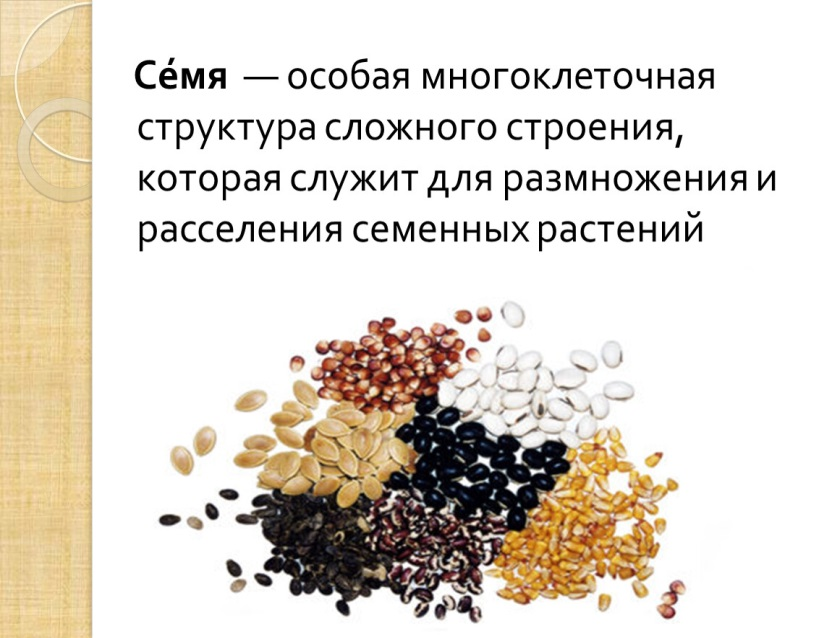 Се́мя — особая многоклеточная
структура сложного строения,
которая служит для размножения и
расселения семенных растений